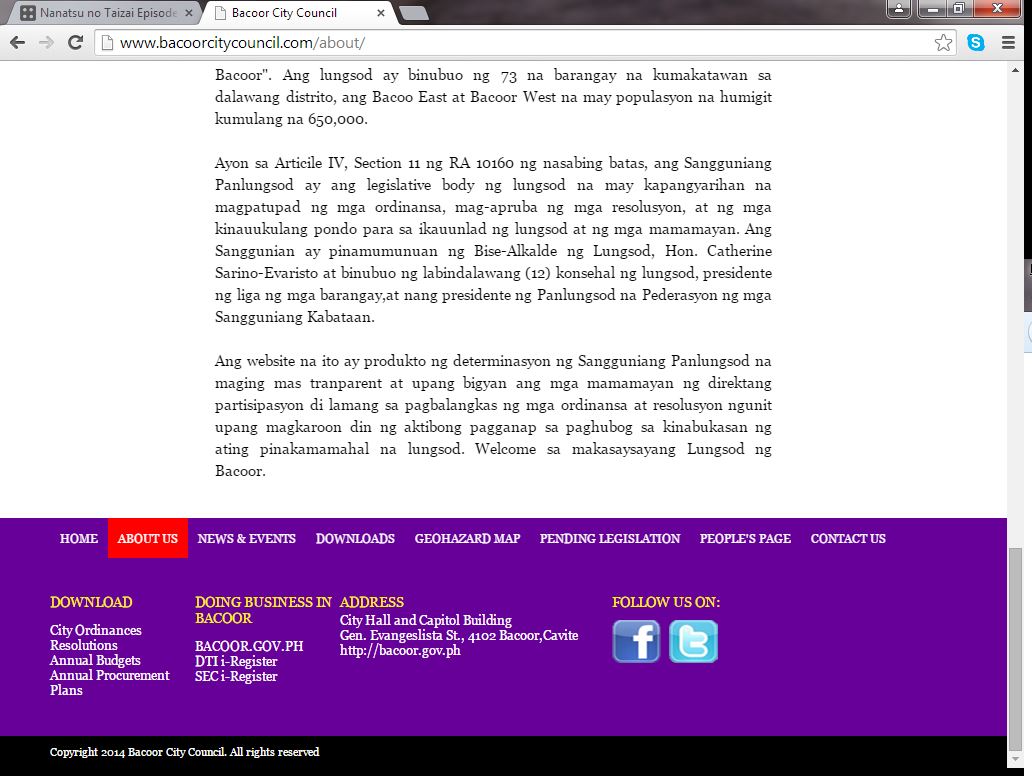 Nanatsu no Taizai Episode
Bacoor City Council
www.bacoorcitycouncil.com/about/
Bacoor". Ang lungsod ay binubuo ng 73 na barangay na kumakatawan sa
dalawang distrito, ang Bacoo East at Bacoor West na may populasyon na humigit
kumulang na 650,000.
Ayon sa Articile IV, Section 11 ng RA 10160 ng nasabing batas, ang Sangguniang
Panlungsod ay ang legislative body ng lungsod na may kapangyarihan na
magpatupad ng mga ordinansa, mag-apruba ng mga resolusyon, at ng mga
kinauukulang pondo para sa ikauunlad ng lungsod at ng mga mamamayan. Ang
Sanggunian ay pinamumunuan ng Bise-Alkalde ng Lungsod, Hon. Catherine
Sarino-Evaristo at binubuo ng labindalawang (12) konsehal ng lungsod, presidente
ng liga ng mga barangay,at nang presidente ng Panlungsod na Pederasyon ng mga
Sangguniang Kabataan.
Ang website na ito ay produkto ng determinasyon ng Sangguniang Panlungsod na
maging mas tranparent at upang bigyan ang mga mamamayan ng direktang
partisipasyon di lamang sa pagbalangkas ng mga ordinansa at resolusyon ngunit
upang magkaroon din ng aktibong pagganap sa paghubog sa kinabukasan ng
ating pinakamamahal na lungsod. Welcome sa makasaysayang Lungsod ng
Bacoor.
HOME ABOUT US NEWS & EVENTS DOWNLOADS GEOHAZARD MAP PENDING LEGISLATION PEOPLE'S PAGE CONTACT US
DOWNLOAD
City Ordinances
Resolutions
Annual Budgets
Annual Procurement
Plans
DOING BUSINESS IN
BACOOR
BACOOR.GOV.PH
DTI i-Register
SEC i-Register
ADDRESS
City Hall and Capitol Building
Gen. Evangeslista St., 4102 Bacoor,Cavite
http://bacoor.gov.ph
FOLLOW US ON:
Copyright 2014 Bacoor City Council. All rights reserved